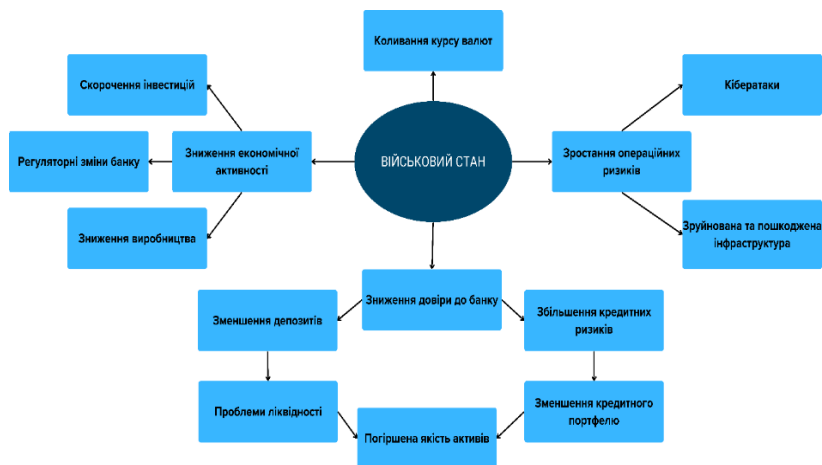 Коливання курсу валют
Скорочення інвестицій
Кібератаки
Регуляторні зміни банку
Зниження економічної
активності
ВІЙСЬКОВИЙ СТАН
Зростання операційних
ризиків
Зниження виробництва
Зруйнована та пошкоджена
інфраструктура
Зниження довіри до банку
Зменшення депозитів
Збільшення кредитних
ризиків
Проблеми ліквідності
Зменшення кредитного
портфелю
Погіршена якість активів